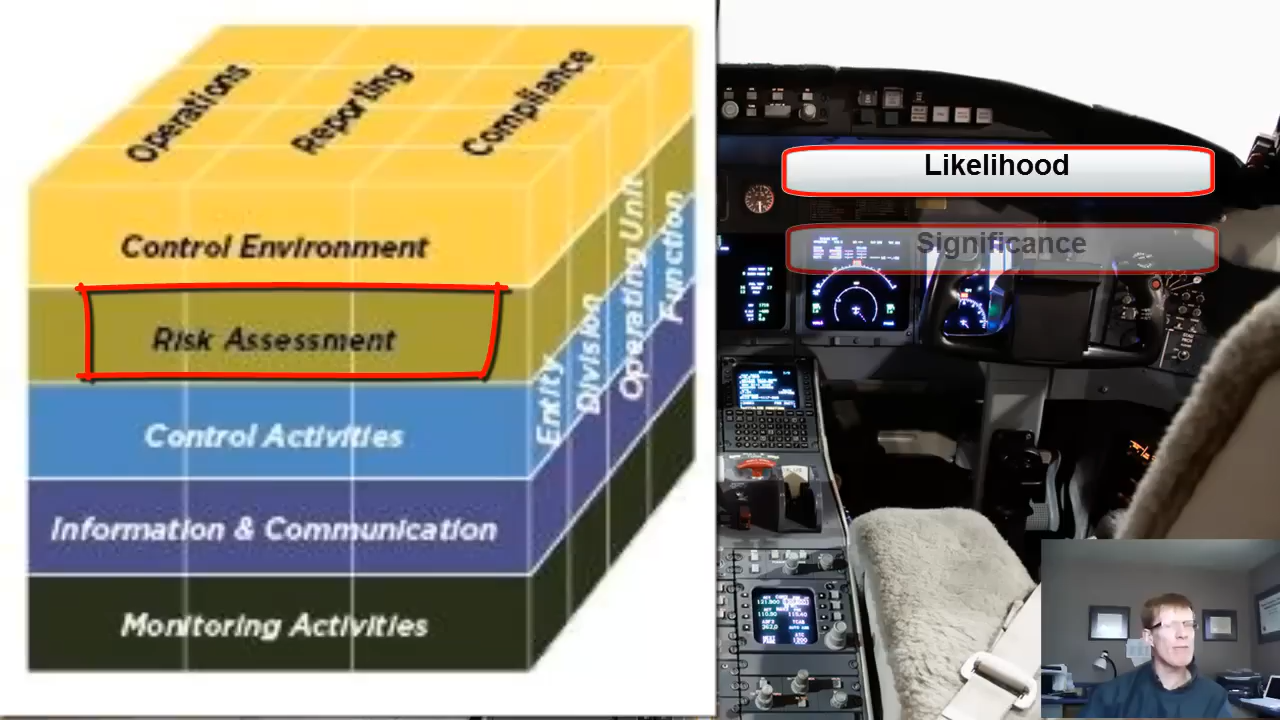 Operations
Reporting
Compliance
Control Environment
Risk Assessment
Control Activities
Information & Communication
Monitoring Activities
Entity
Division
Operating Unit
Function
Likelihood
Significance